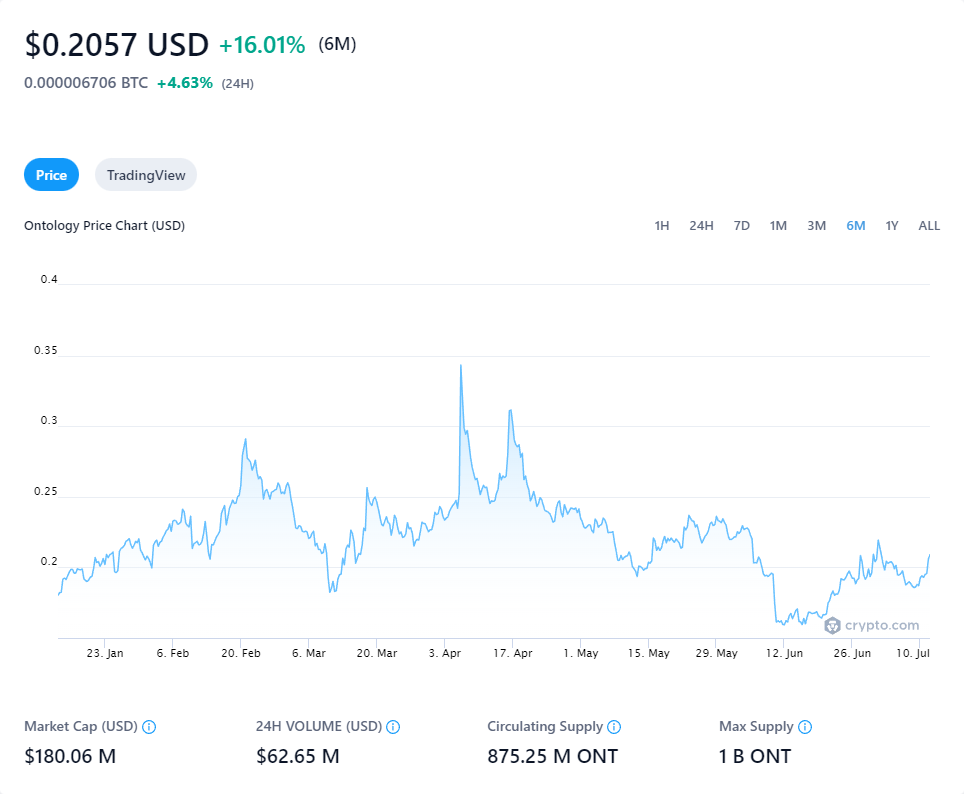 $0.2057 USD +16.01% (6M)
0.000006706 BTC +4.63% (24H)
Price TradingView
Ontology Price Chart (USD) 1H 24H 7D 1M 3M 6M 1Y ALL
0.4
0.35
0.3
0.25
0.2
crypto.com
23. Jan 6. Feb 20. Feb 6. Mar 20. Mar 3. Apr 17. Apr 1. May 15. May 29. May 12. Jun 26. Jun 10. Jul
Market Cap (USD) 24H VOLUME (USD) Circulating Supply Max Supply
$180.06 M $62.65 M 875.25 M ONT 1 B ONT